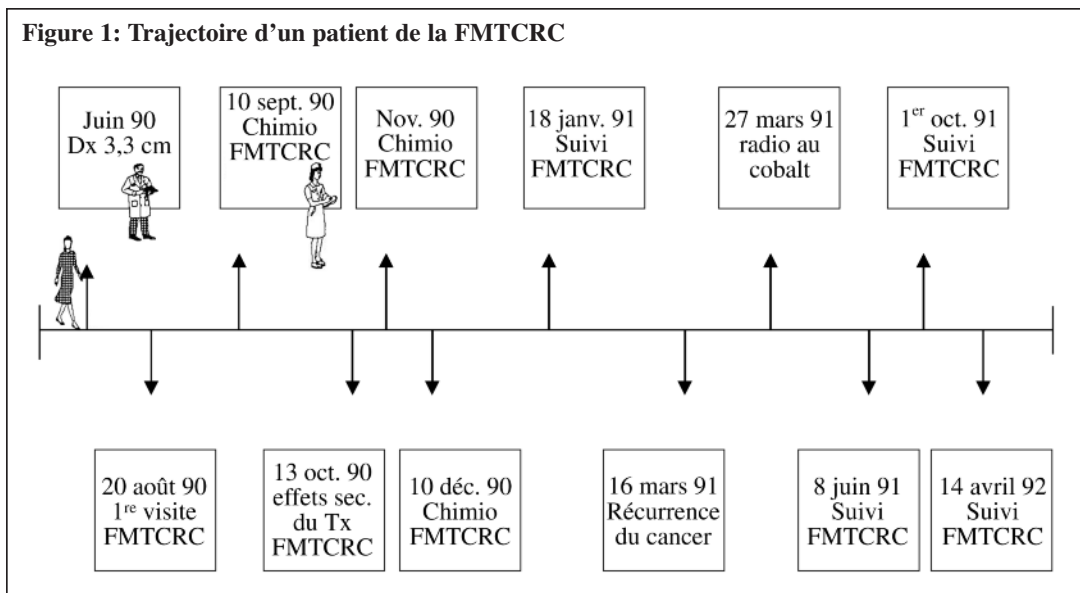 Figure 1: Trajectoire d’un patient de la FMTCRC
Juin 90
Dx 3,3 cm
10 sept. 90
Chimio
FMTCRC
Nov. 90
Chimio
FMTCRC
18 janv. 91
Suivi
FMTCRC
27 mars 91
radio au
cobalt
1er oct. 91
Suivi
FMTCRC
20 août 90
1re visite
FMTCRC
13 oct. 90
effets sec.
du Tx
FMTCRC
10 déc. 90
Chimio
FMTCRC
16 mars 91
Récurrence
du cancer
8 juin 91
Suivi
FMTCRC
14 avril 92
Suivi
FMTCRC